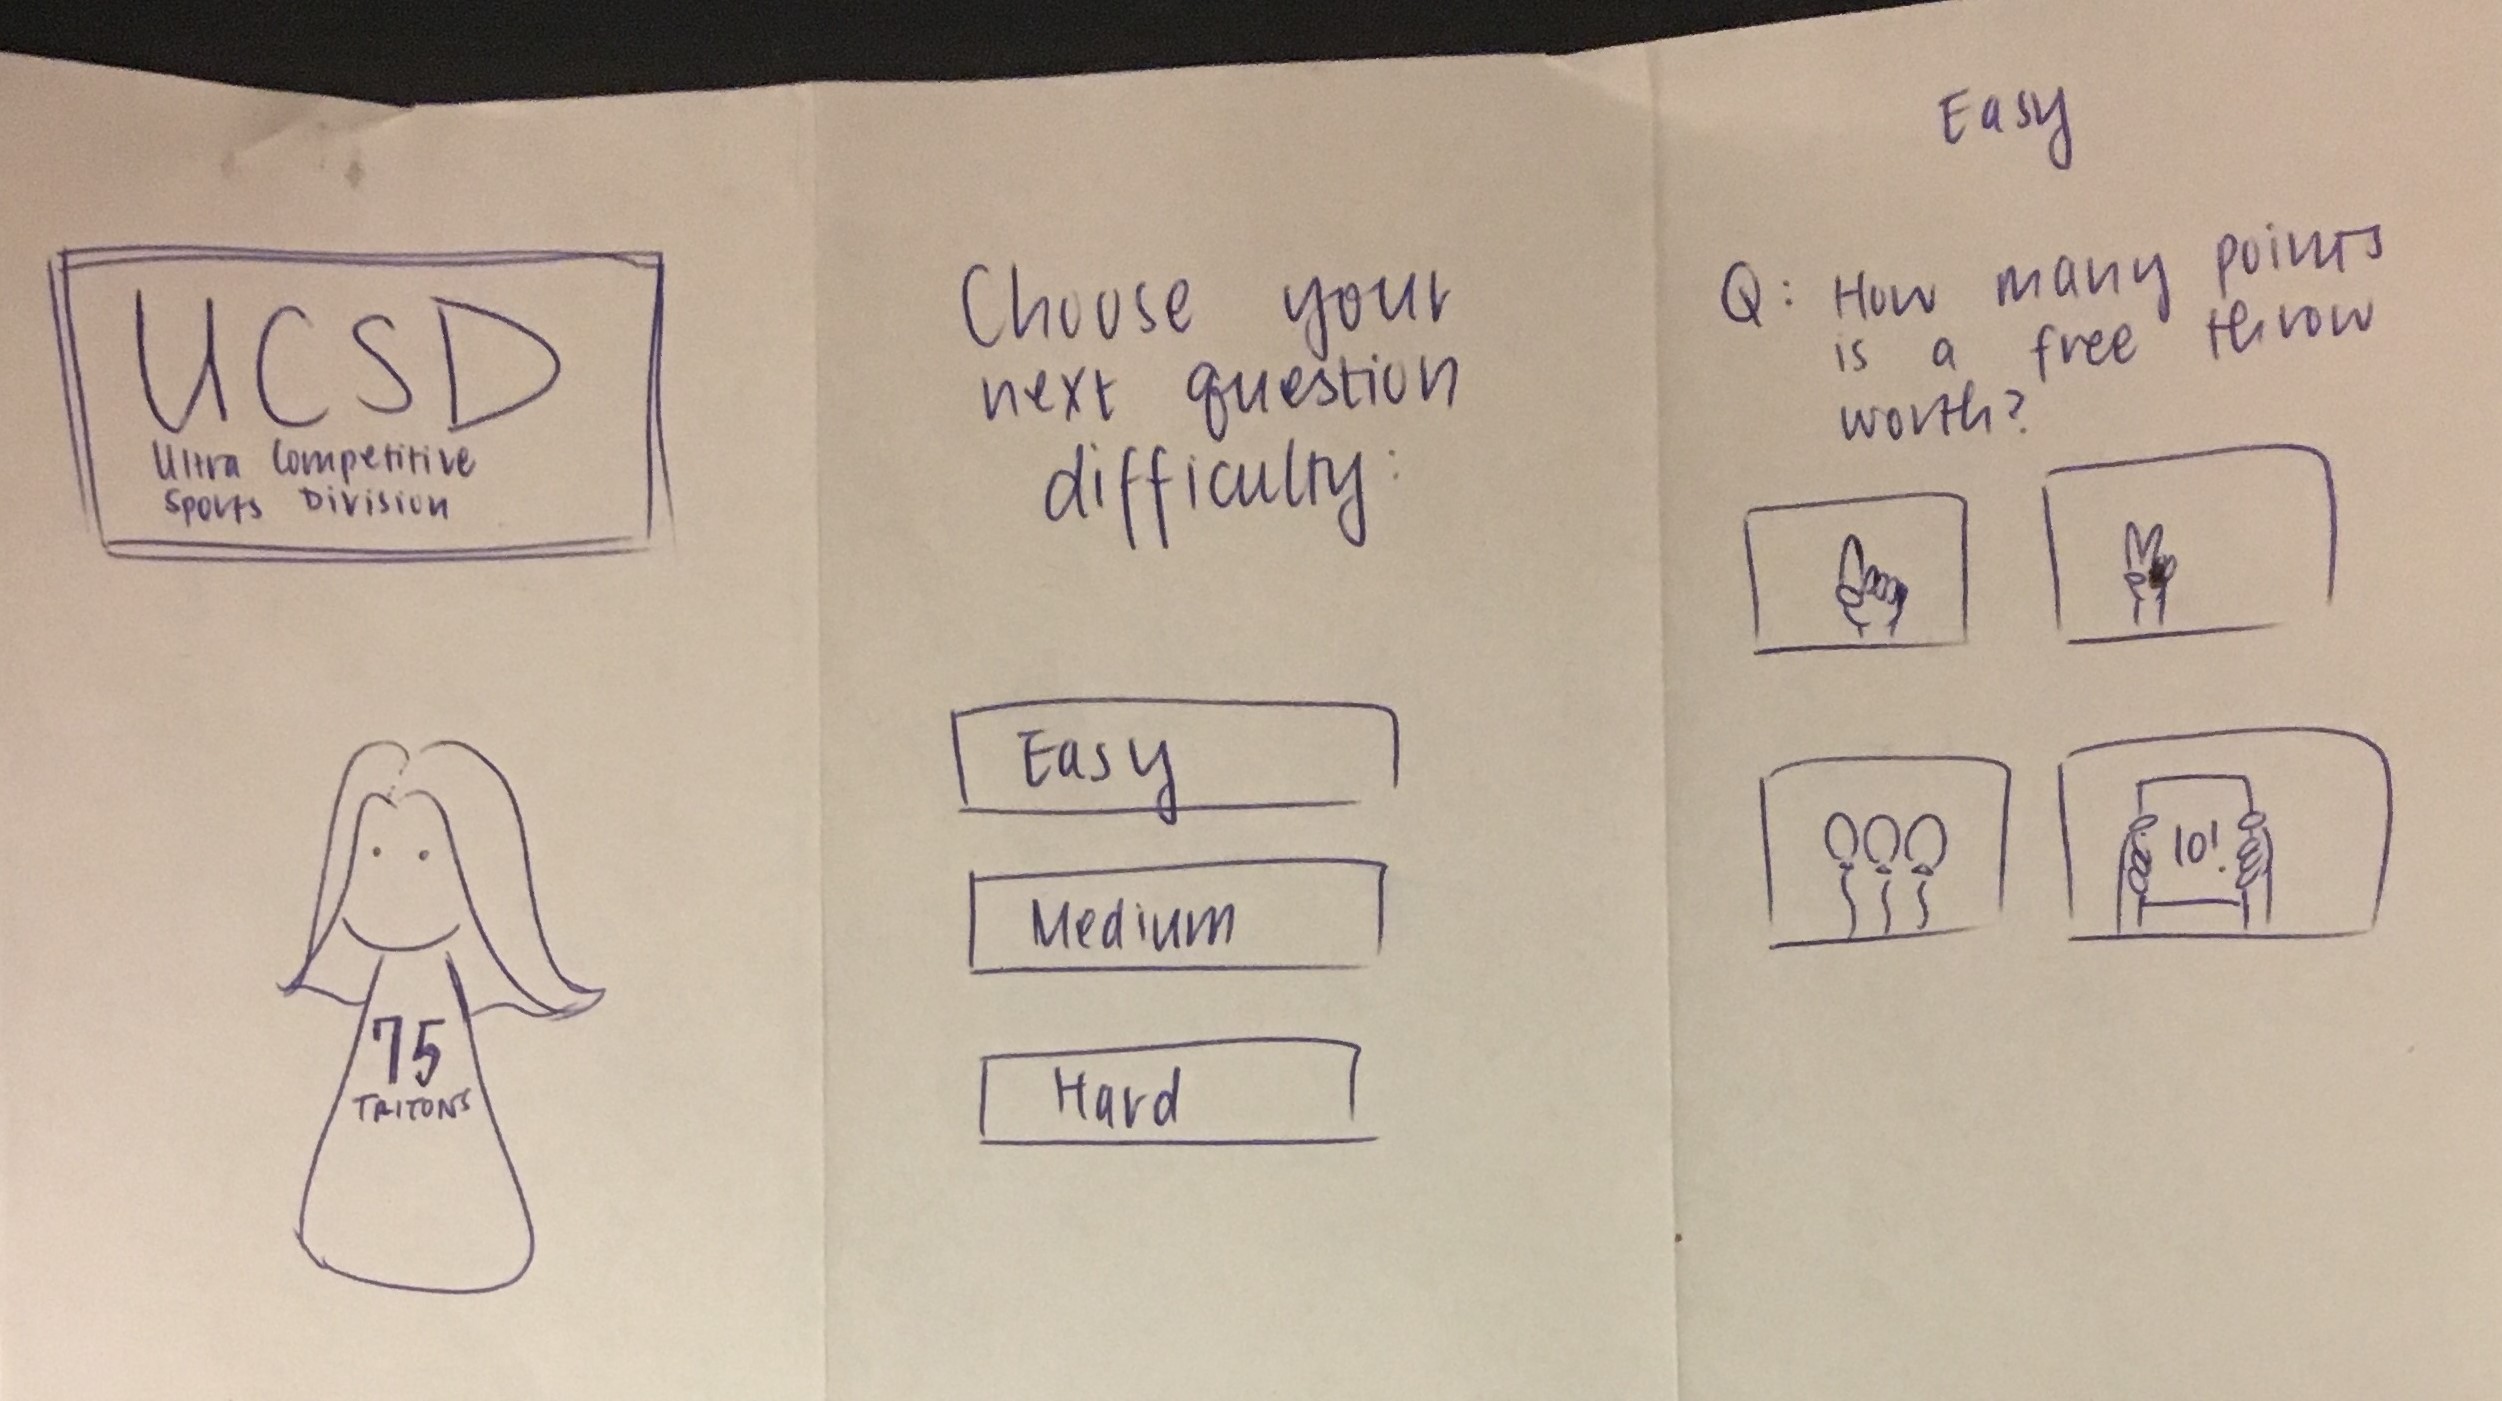 UCSD
Ultra Competitive
Sports Division
75
TRITONS
Choose your
next question
difficulty:
Easy
Medium
Hard
Easy
Q: How many points
is a free throw
worth?
10!